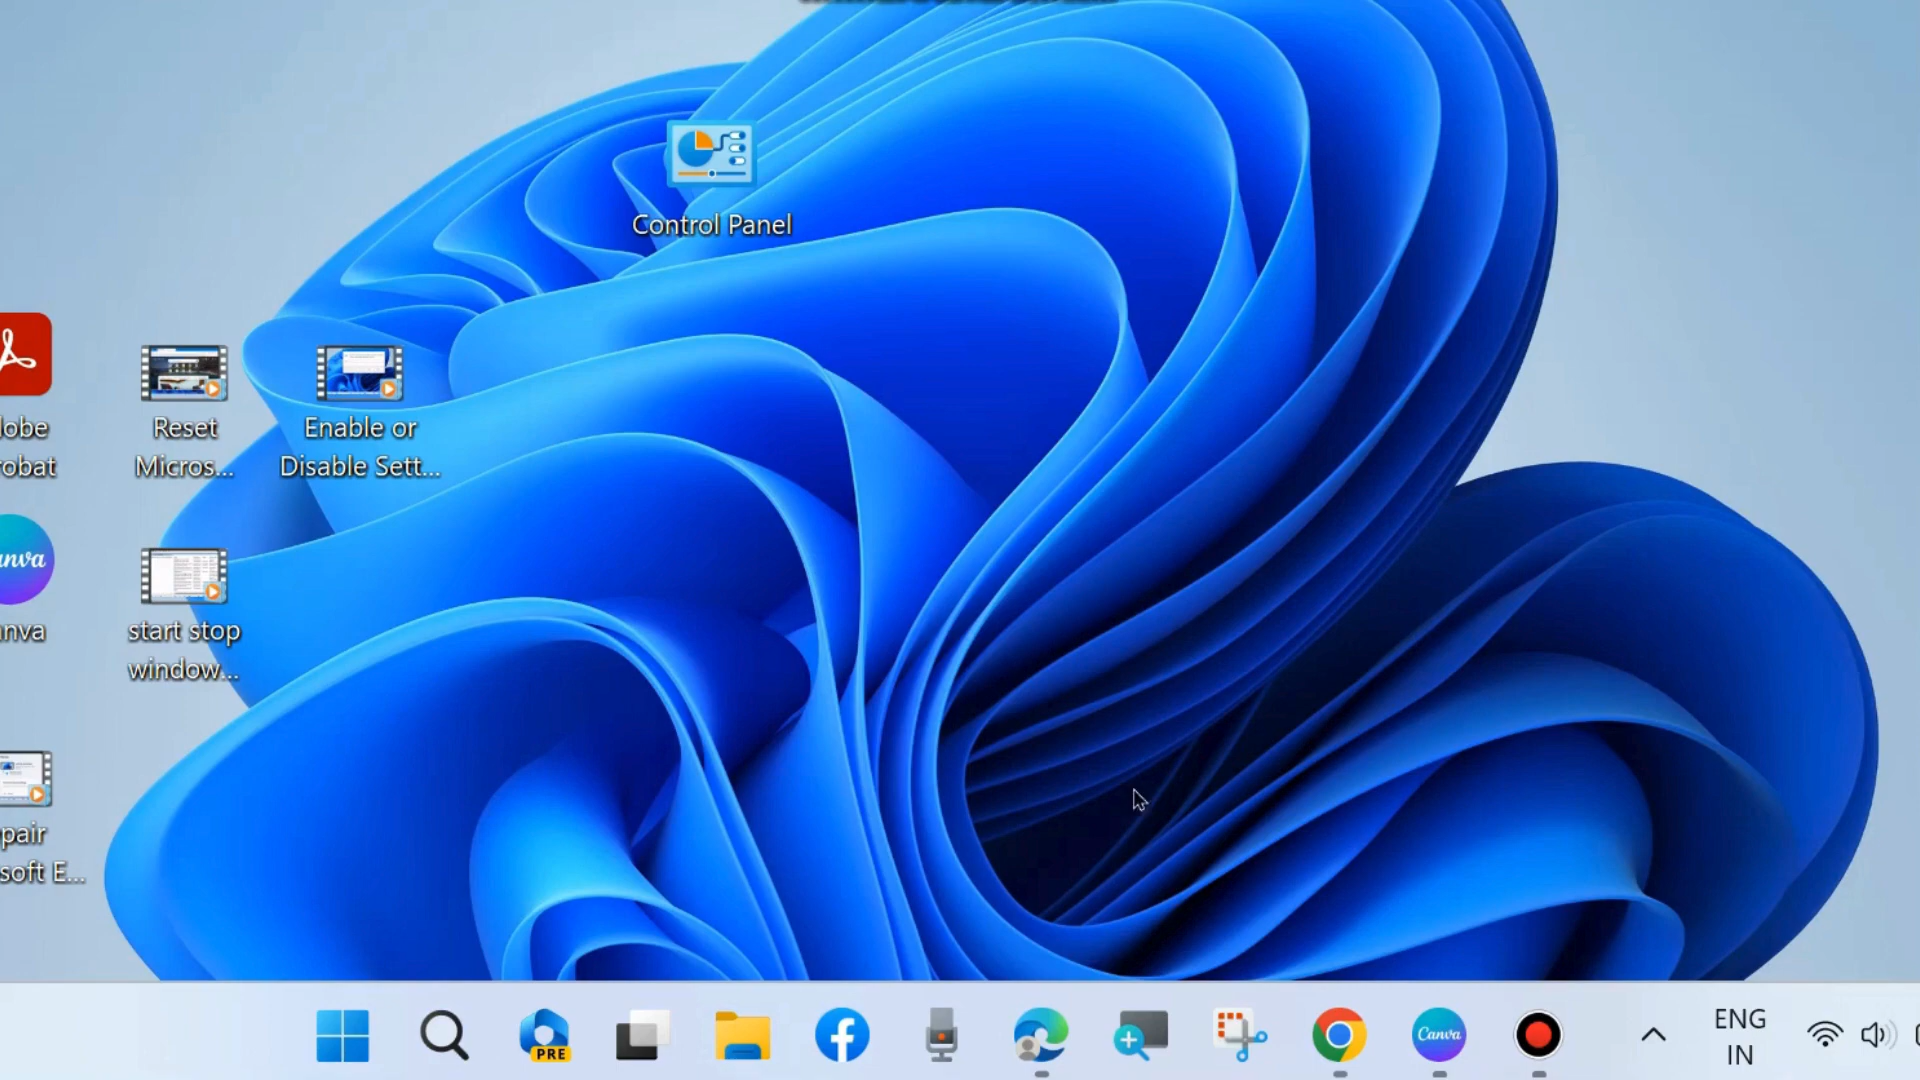 Control Panel
lobe
robat
Reset
Micros...
Enable or
Disable Sett...
anva
nva
start stop
window...
pair
soft E...
PRE
Canva
ENG
IN